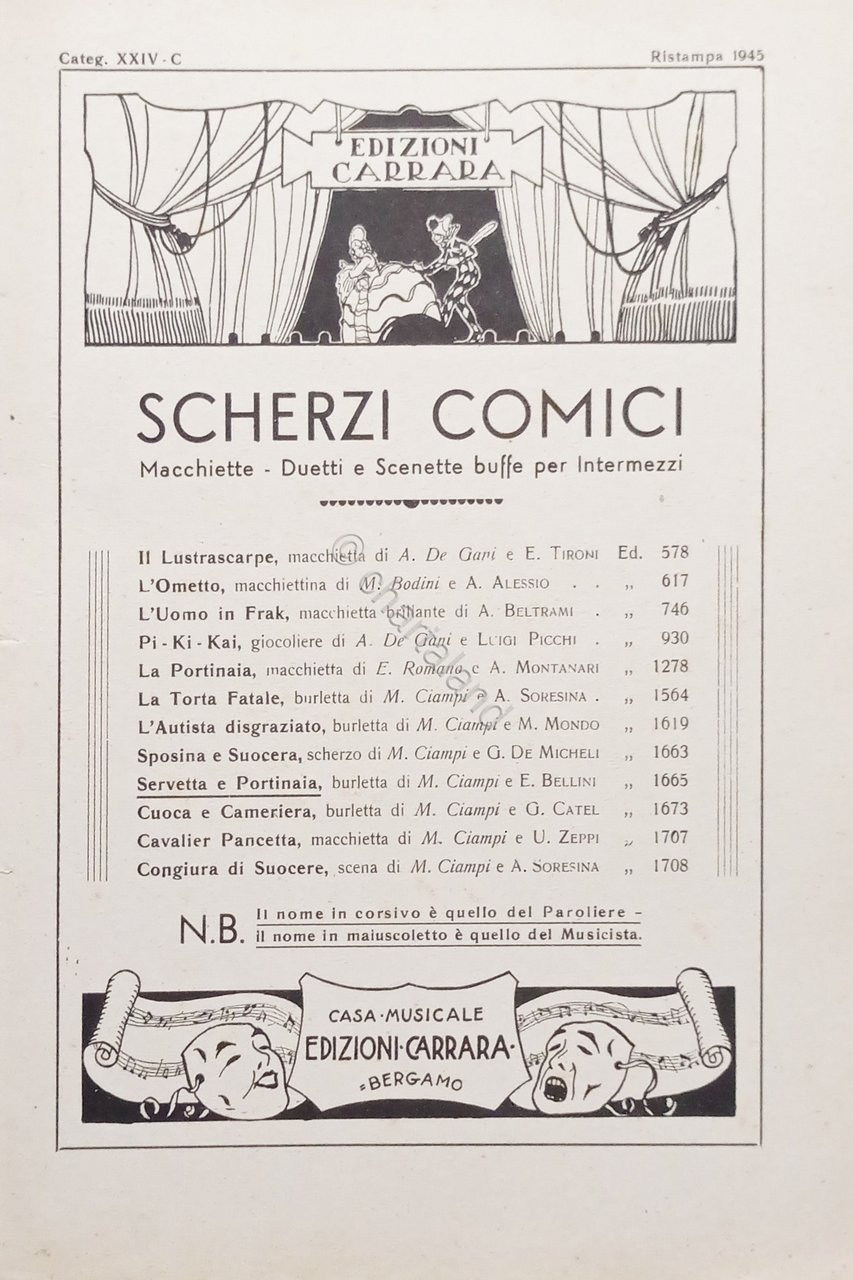 Categ. XXIV - C
Ristampa 1945
EDIZIONI
CARRARA
SCHERZI COMICI
Macchiette - Duetti e Scenette buffe per Intermezzi
Il Lustrascarpe, macchietta di A. De Gani e E. TIRONI Ed. 578
L'Ometto, macchiettina di M. Bodini e A. ALESSIO . . „ 617
L'Uomo in Frak, macchietta brillante di A. BELTRAMI . „ 746
Pi - Ki - Kai, giocoliere di A. De Gani e LUIGI PICCHI . „ 930
La Portinaia, macchietta di E. Romano e A. MONTANARI „ 1278
La Torta Fatale, burletta di M. Ciampi e A. SORESINA . „ 1564
L'Autista disgraziato, burletta di M. Ciampi e M. MONDO „ 1619
Sposina e Suocera, scherzo di M. Ciampi e G. DE MICHELI „ 1663
Servetta e Portinaia, burletta di M. Ciampi e E. BELLINI „ 1665
Cuoca e Cameriera, burletta di M. Ciampi e G. CATEL „ 1673
Cavalier Pancetta, macchietta di M. Ciampi e U. ZEPPI „ 1707
Congiura di Suocere, scena di M. Ciampi e A. SORESINA „ 1708
N.B. Il nome in corsivo è quello del Paroliere -
il nome in maiuscoletto è quello del Musicista.
CASA·MUSICALE
EDIZIONI·CARRARA·
=BERGAMO
© chartaland